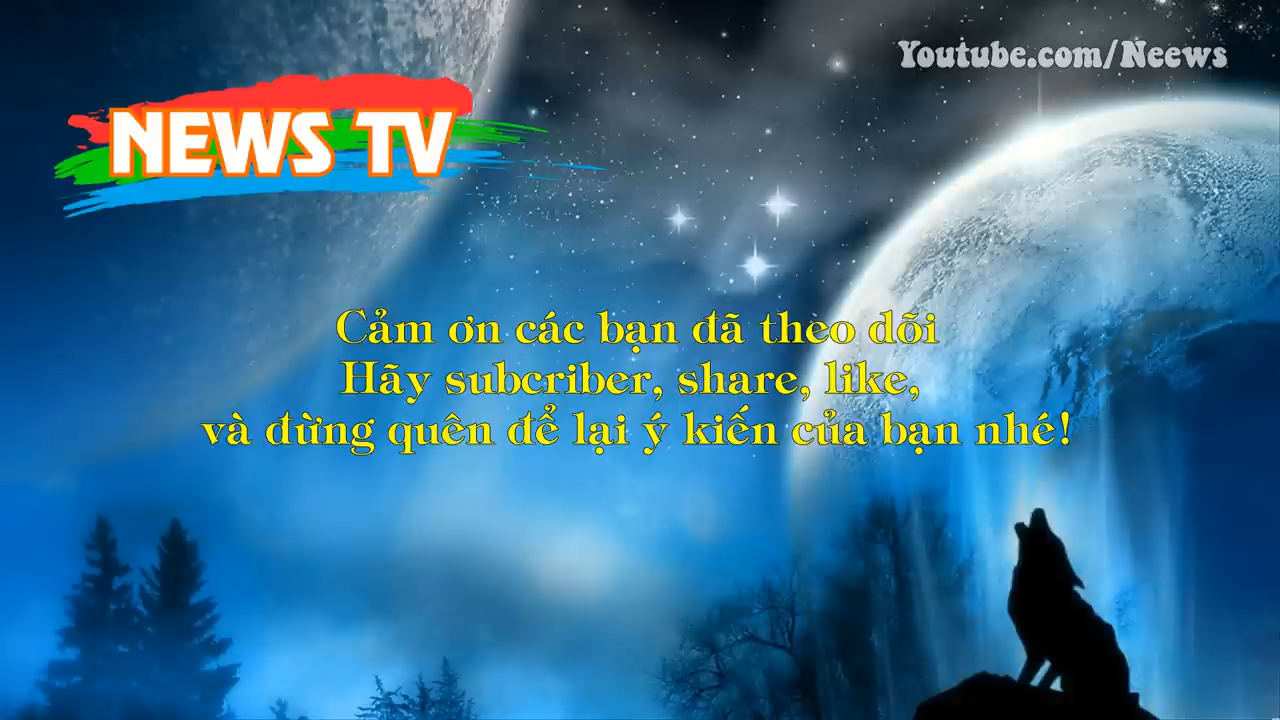 Youtube.com/Neews
NEWS TV
Cảm ơn các bạn đã theo dõi
Hãy subcriber, share, like,
và đừng quên để lại ý kiến của bạn nhé!